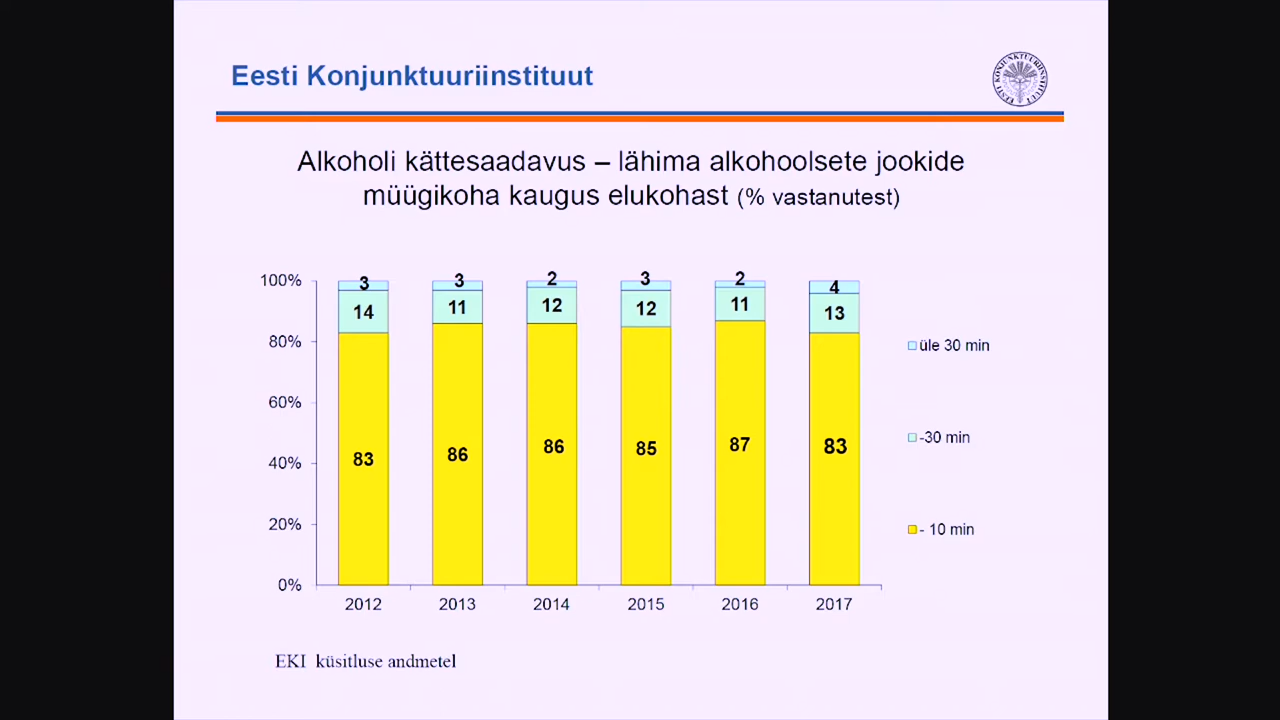 Eesti Konjunktuuriinstituut
EESTI KONJUNKTUURIINSTITUUT
Alkoholi kättesaadavus – lähima alkohoolsete jookide
müügikoha kaugus elukohast (% vastanutest)
100%
80%
60%
40%
20%
0%
3 3 2 3 2 4
14 11 12 12 11 13
83 86 86 85 87 83
2012 2013 2014 2015 2016 2017
üle 30 min
-30 min
- 10 min
EKI küsitluse andmetel